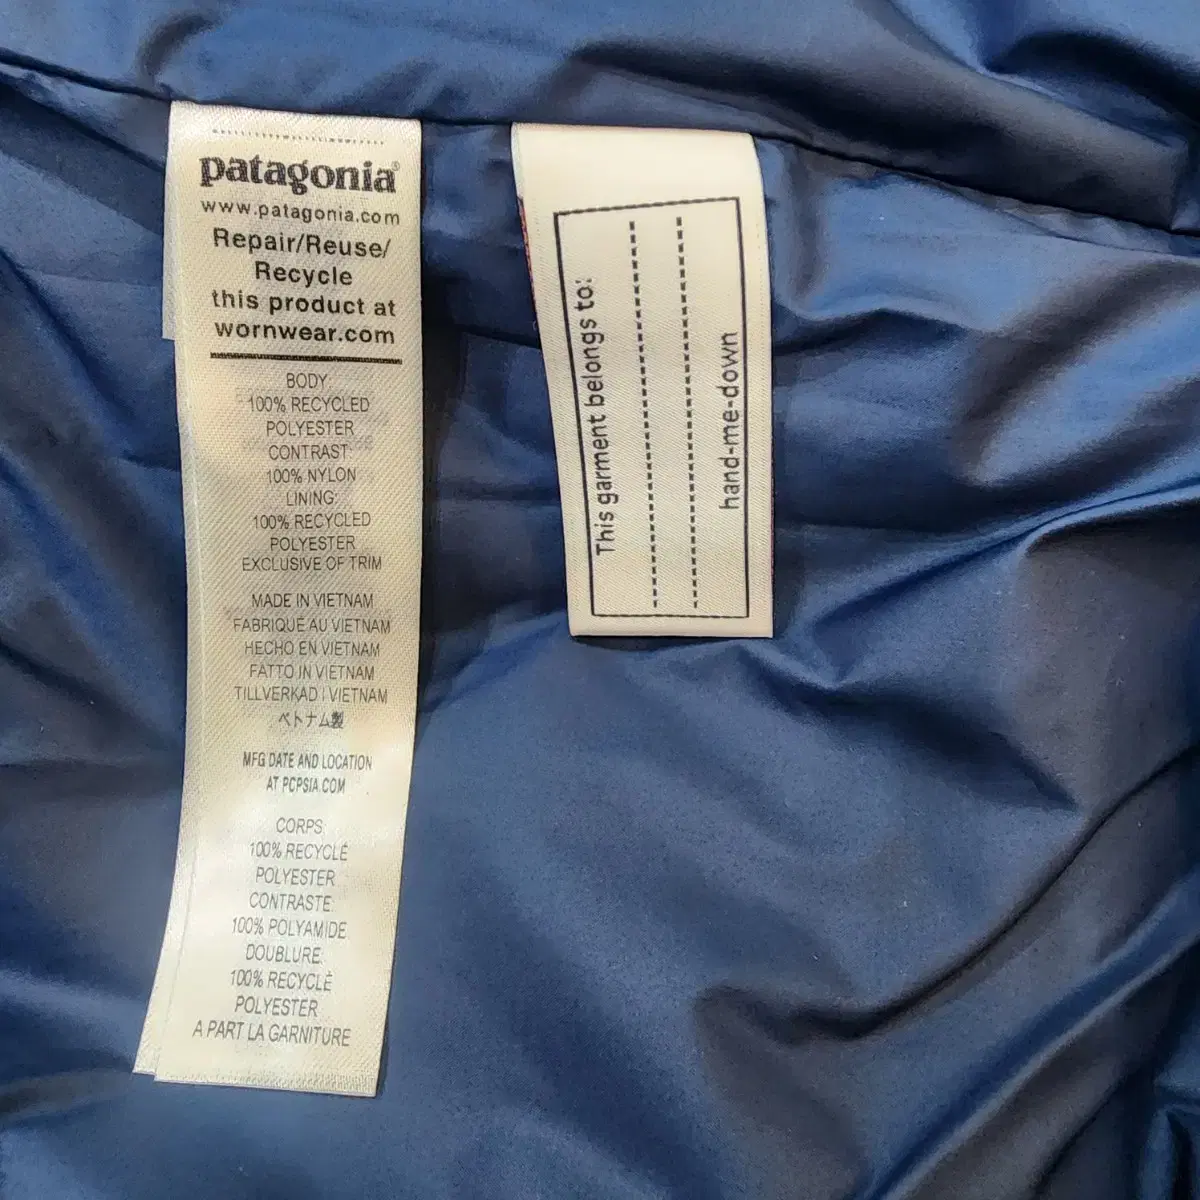 patagonia®
www.patagonia.com
Repair/Reuse/
Recycle
this product at
wornwear.com
BODY:
100% RECYCLED
POLYESTER
CONTRAST:
100% NYLON
LINING:
100% RECYCLED
POLYESTER
EXCLUSIVE OF TRIM
MADE IN VIETNAM
FABRIQUÉ AU VIETNAM
HECHO EN VIETNAM
FATTO IN VIETNAM
TILLVERKAD I VIETNAM
ベトナム製
MFG DATE AND LOCATION
AT PCPSIA.COM
CORPS:
100% RECYCLÉ
POLYESTER
CONTRASTE:
100% POLYAMIDE
DOUBLURE:
100% RECYCLÉ
POLYESTER
A PART LA GARNITURE
This garment belongs to:
hand-me-down